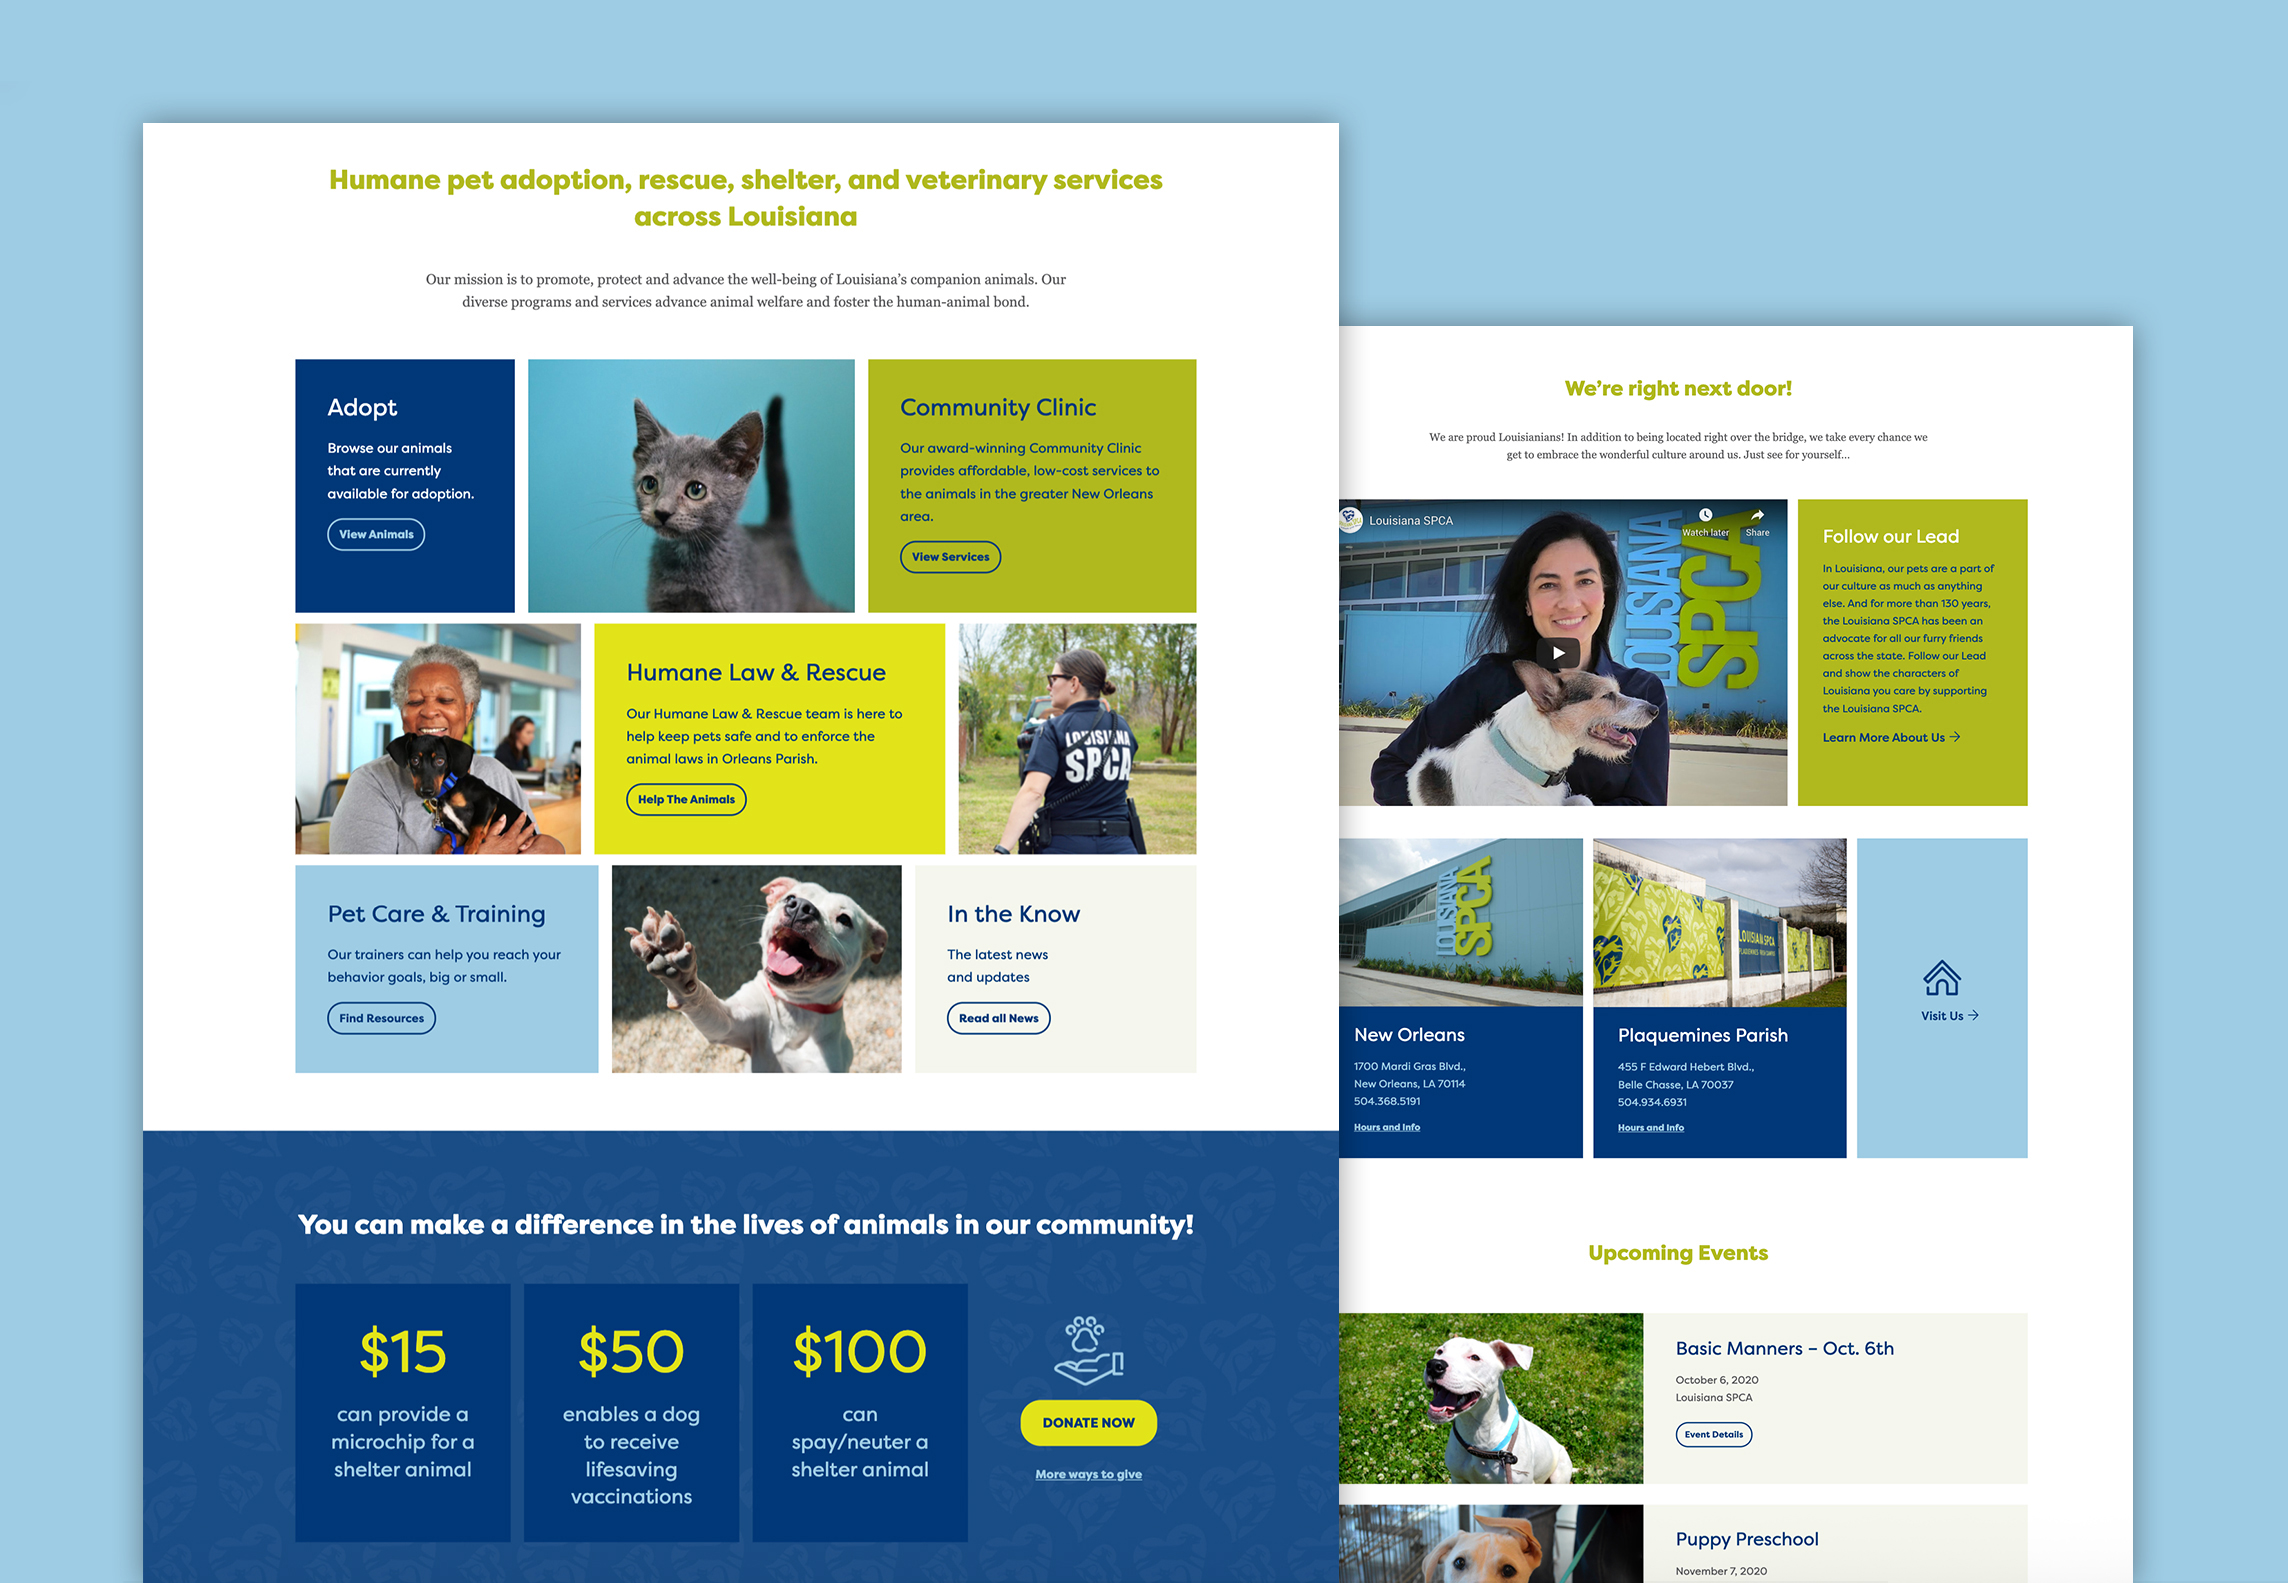 Humane pet adoption, rescue, shelter, and veterinary services
across Louisiana
Our mission is to promote, protect and advance the well-being of Louisiana’s companion animals. Our
diverse programs and services advance animal welfare and foster the human-animal bond.
Adopt
Browse our animals
that are currently
available for adoption.
View Animals
Community Clinic
Our award-winning Community Clinic
provides affordable, low-cost services to
the animals in the greater New Orleans
area.
View Services
Humane Law & Rescue
Our Humane Law & Rescue team is here to
help keep pets safe and to enforce the
animal laws in Orleans Parish.
Help The Animals
LOUISIANA
SPCA
Pet Care & Training
Our trainers can help you reach your
behavior goals, big or small.
Find Resources
In the Know
The latest news
and updates
Read all News
You can make a difference in the lives of animals in our community!
$15
can provide a
microchip for a
shelter animal
$50
enables a dog
to receive
lifesaving
vaccinations
$100
can
spay/neuter a
shelter animal
DONATE NOW
More ways to give
We’re right next door!
We are proud Louisianians! In addition to being located right over the bridge, we take every chance we
get to embrace the wonderful culture around us. Just see for yourself...
Louisiana SPCA
Watch later
Share
LOUISIANA
SPCA
Follow our Lead
In Louisiana, our pets are a part of
our culture as much as anything
else. And for more than 130 years,
the Louisiana SPCA has been an
advocate for all our furry friends
across the state. Follow our Lead
and show the characters of
Louisiana you care by supporting
the Louisiana SPCA.
Learn More About Us →
LOUISIANA
SPCA
New Orleans
1700 Mardi Gras Blvd.,
New Orleans, LA 70114
504.368.5191
Hours and Info
LOUISIANA SPCA
Plaquemines Parish
455 F Edward Hebert Blvd.,
Belle Chasse, LA 70037
504.934.6931
Hours and Info
Visit Us →
Upcoming Events
Basic Manners – Oct. 6th
October 6, 2020
Louisiana SPCA
Event Details
Puppy Preschool
November 7, 2020